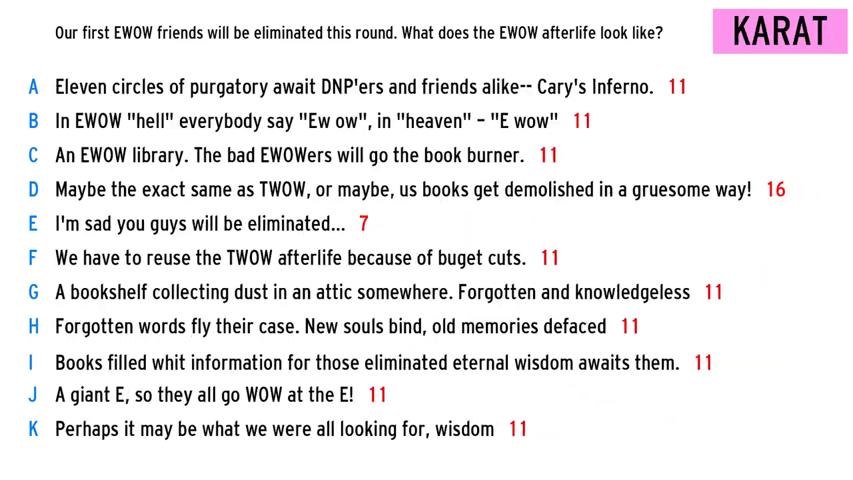 Our first EWOW friends will be eliminated this round. What does the EWOW afterlife look like?
KARAT
A Eleven circles of purgatory await DNP'ers and friends alike-- Cary's Inferno. 11
B In EWOW "hell" everybody say "Ew ow", in "heaven" – "E wow" 11
C An EWOW library. The bad EWOWers will go the book burner. 11
D Maybe the exact same as TWOW, or maybe, us books get demolished in a gruesome way! 16
E I'm sad you guys will be eliminated... 7
F We have to reuse the TWOW afterlife because of buget cuts. 11
G A bookshelf collecting dust in an attic somewhere. Forgotten and knowledgeless 11
H Forgotten words fly their case. New souls bind, old memories defaced 11
I Books filled whit information for those eliminated eternal wisdom awaits them. 11
J A giant E, so they all go WOW at the E! 11
K Perhaps it may be what we were all looking for, wisdom 11